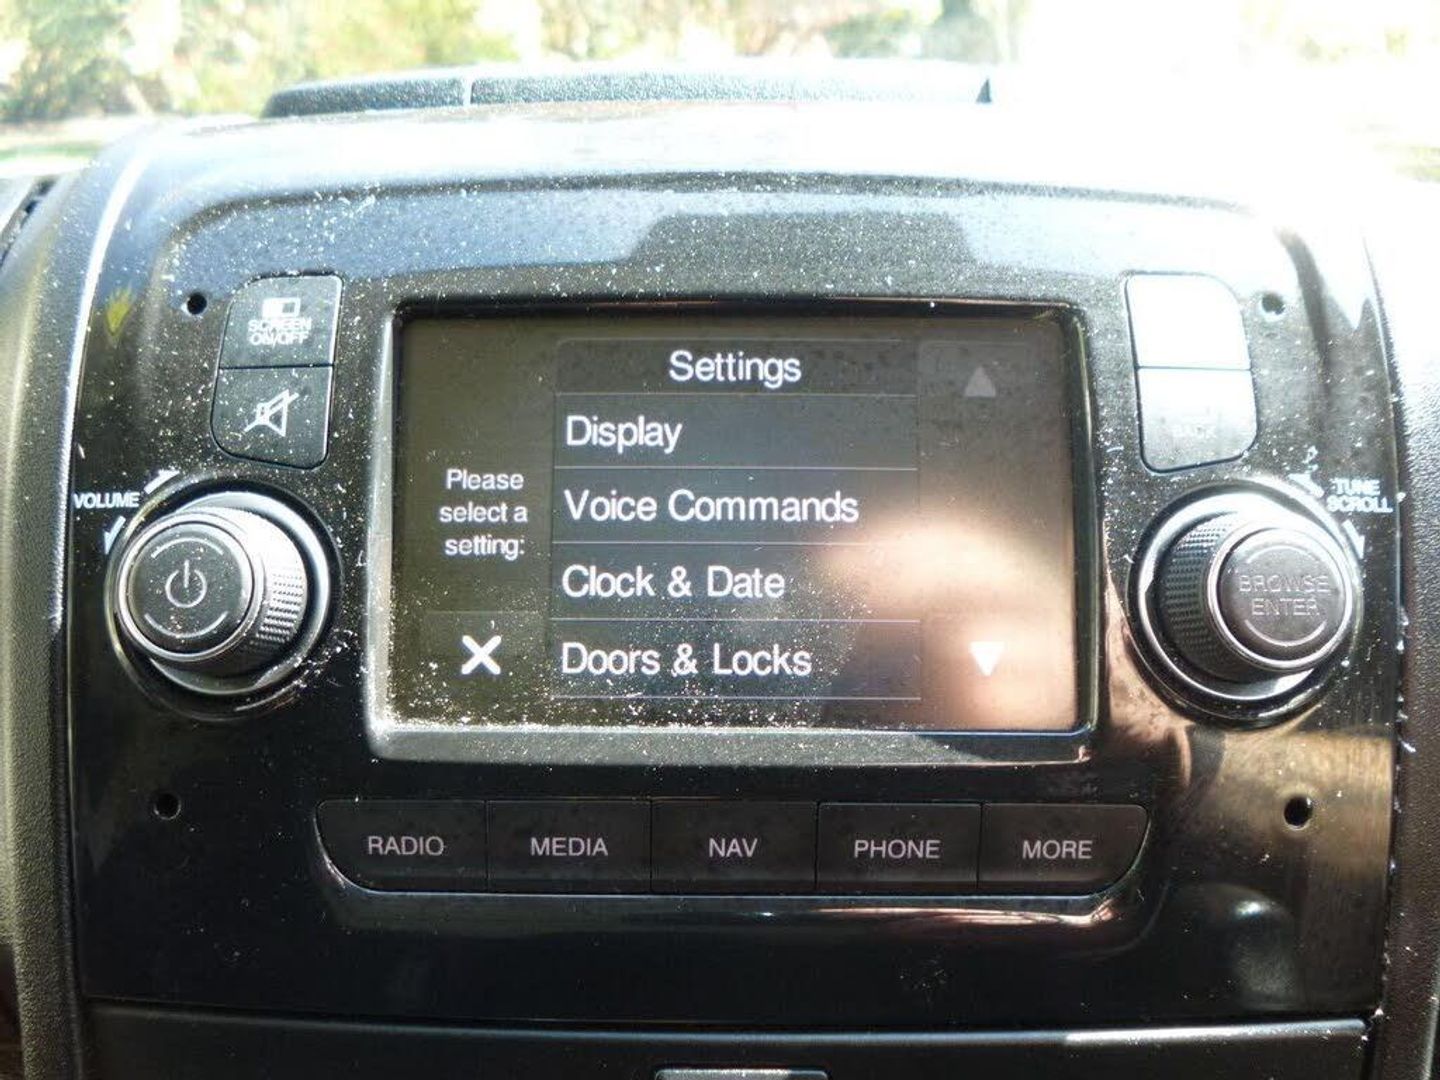 SCREEN
ON/OFF
VOLUME
Settings
Display
Voice Commands
Clock & Date
Doors & Locks
Please
select a
setting:
BACK
TUNE
SCROLL
BROWSE
ENTER
RADIO
MEDIA
NAV
PHONE
MORE